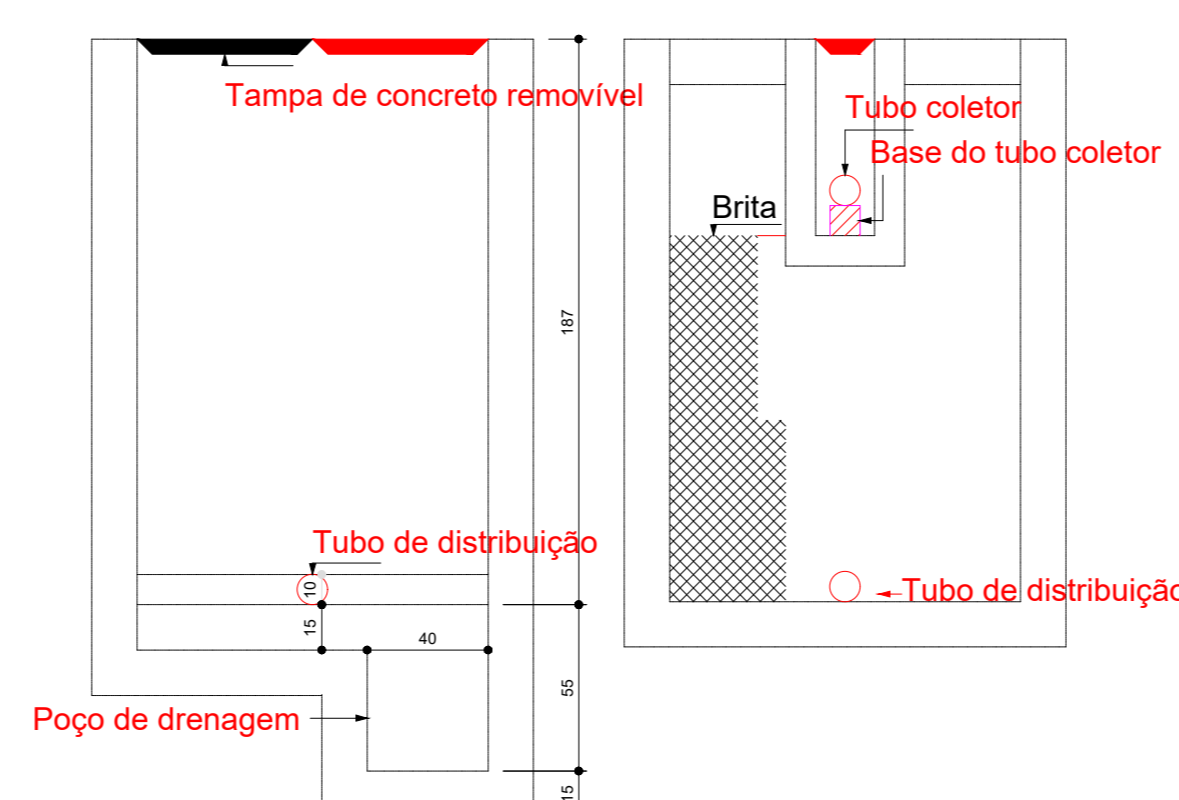 Tampa de concreto removível
Tubo coletor
Base do tubo coletor
Brita
187
Tubo de distribuição
10
Tubo de distribuição
15
40
55
Poço de drenagem
15